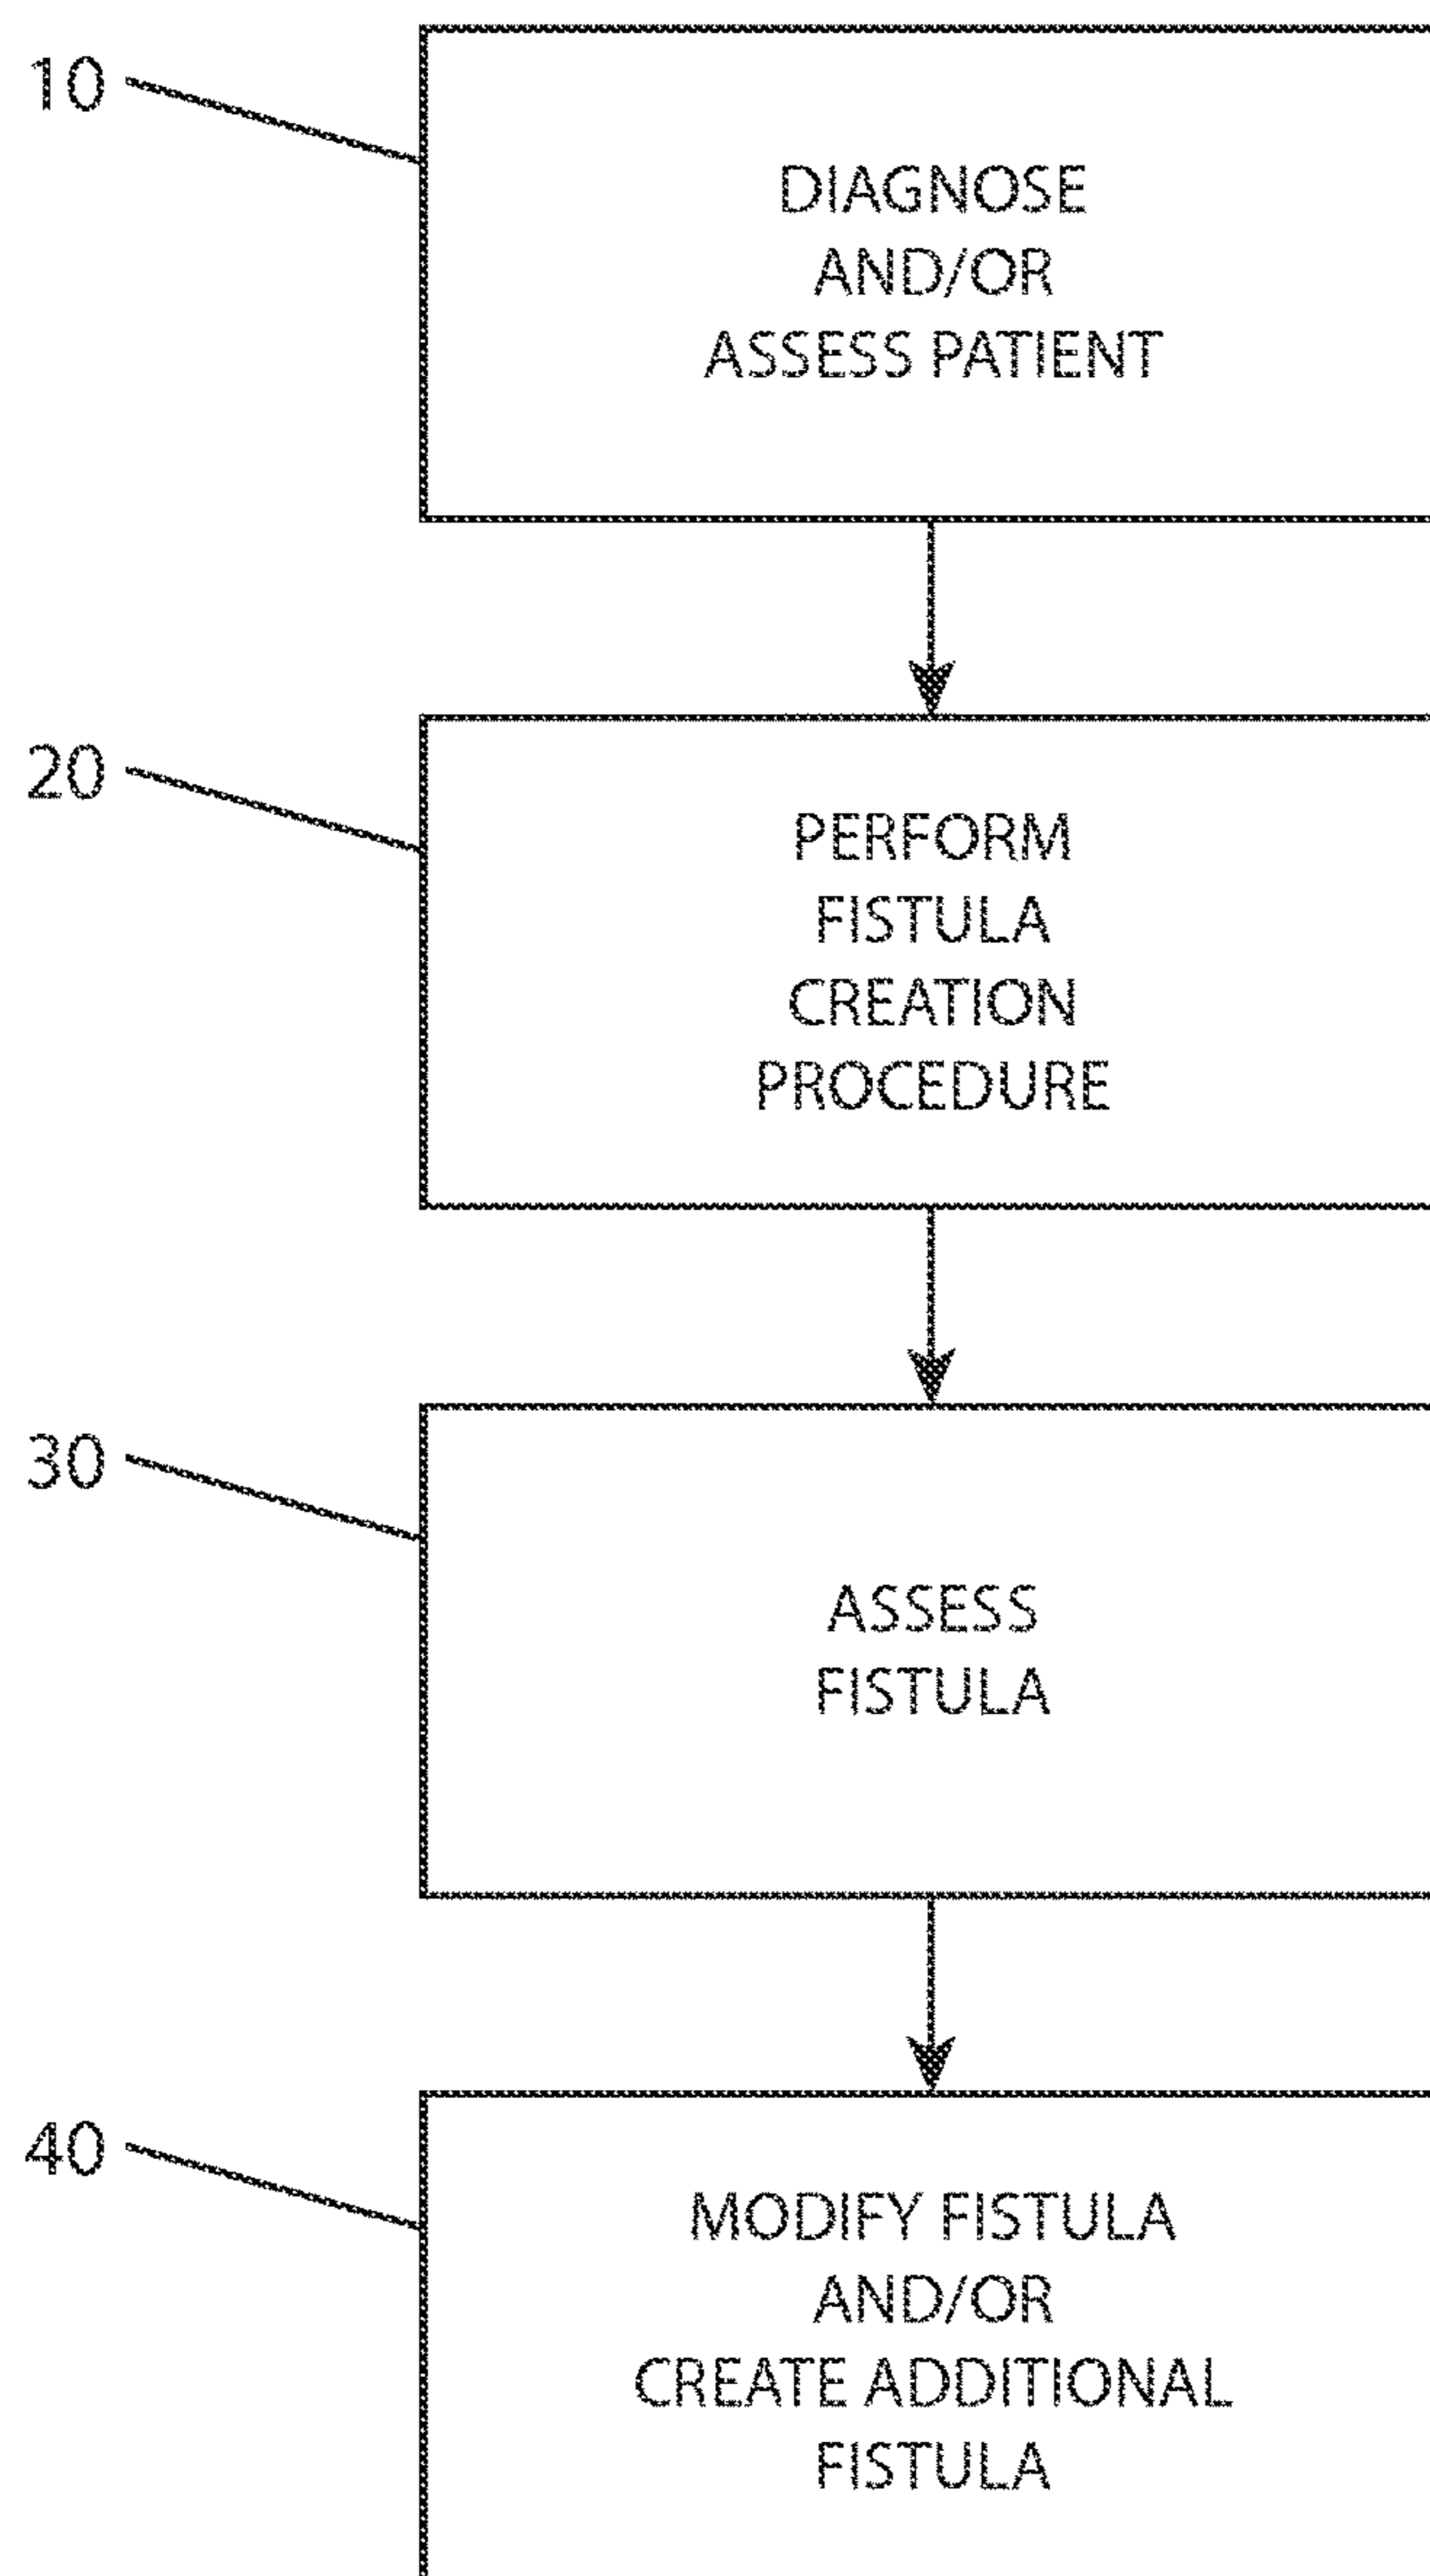 10
DIAGNOSE
AND/OR
ASSESS PATIENT
20
PERFORM
FISTULA
CREATION
PROCEDURE
30
ASSESS
FISTULA
40
MODIFY FISTULA
AND/OR
CREATE ADDITIONAL
FISTULA